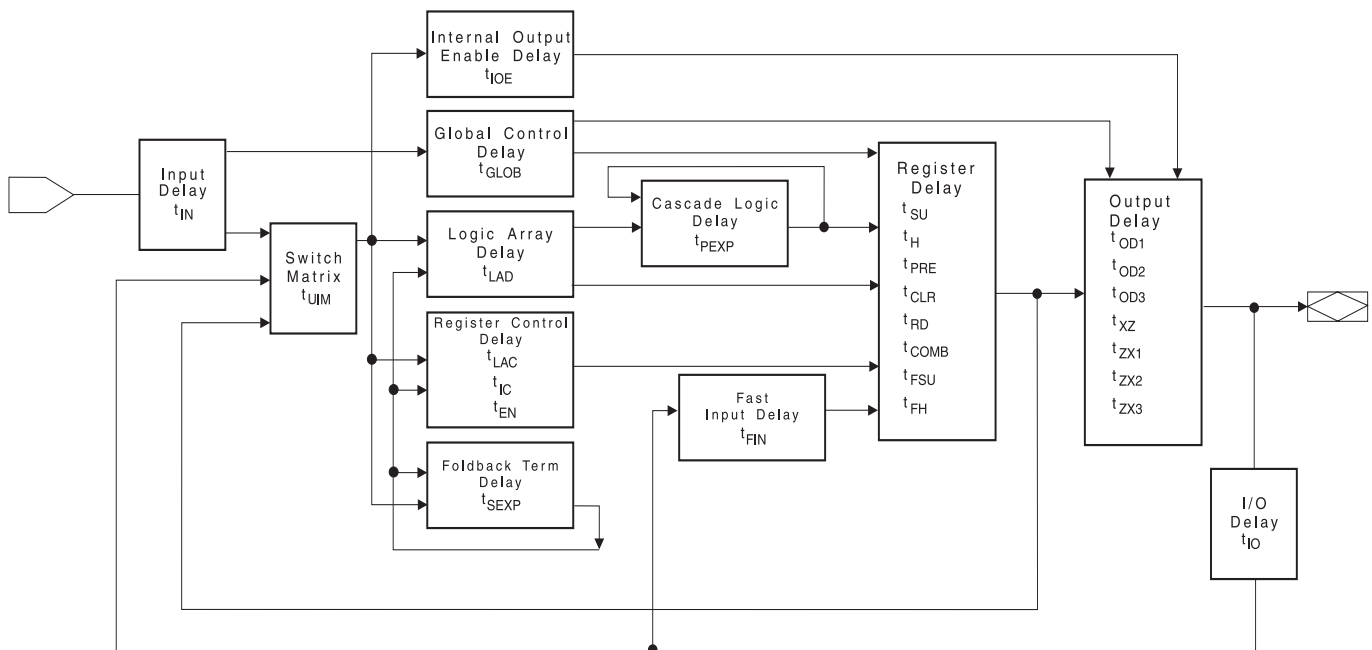 Internal Output
Enable Delay
tIOE
Global Control
Delay
tGLOB
Input
Delay
tIN
Switch
Matrix
tUIM
Logic Array
Delay
tLAD
Cascade Logic
Delay
tPEXP
Register Control
Delay
tLAC
tIC
tEN
Foldback Term
Delay
tSEXP
Fast
Input Delay
tFIN
Register
Delay
tSU
tH
tPRE
tCLR
tRD
tCOMB
tFSU
tFH
Output
Delay
tOD1
tOD2
tOD3
tXZ
tZX1
tZX2
tZX3
I/O
Delay
tIO